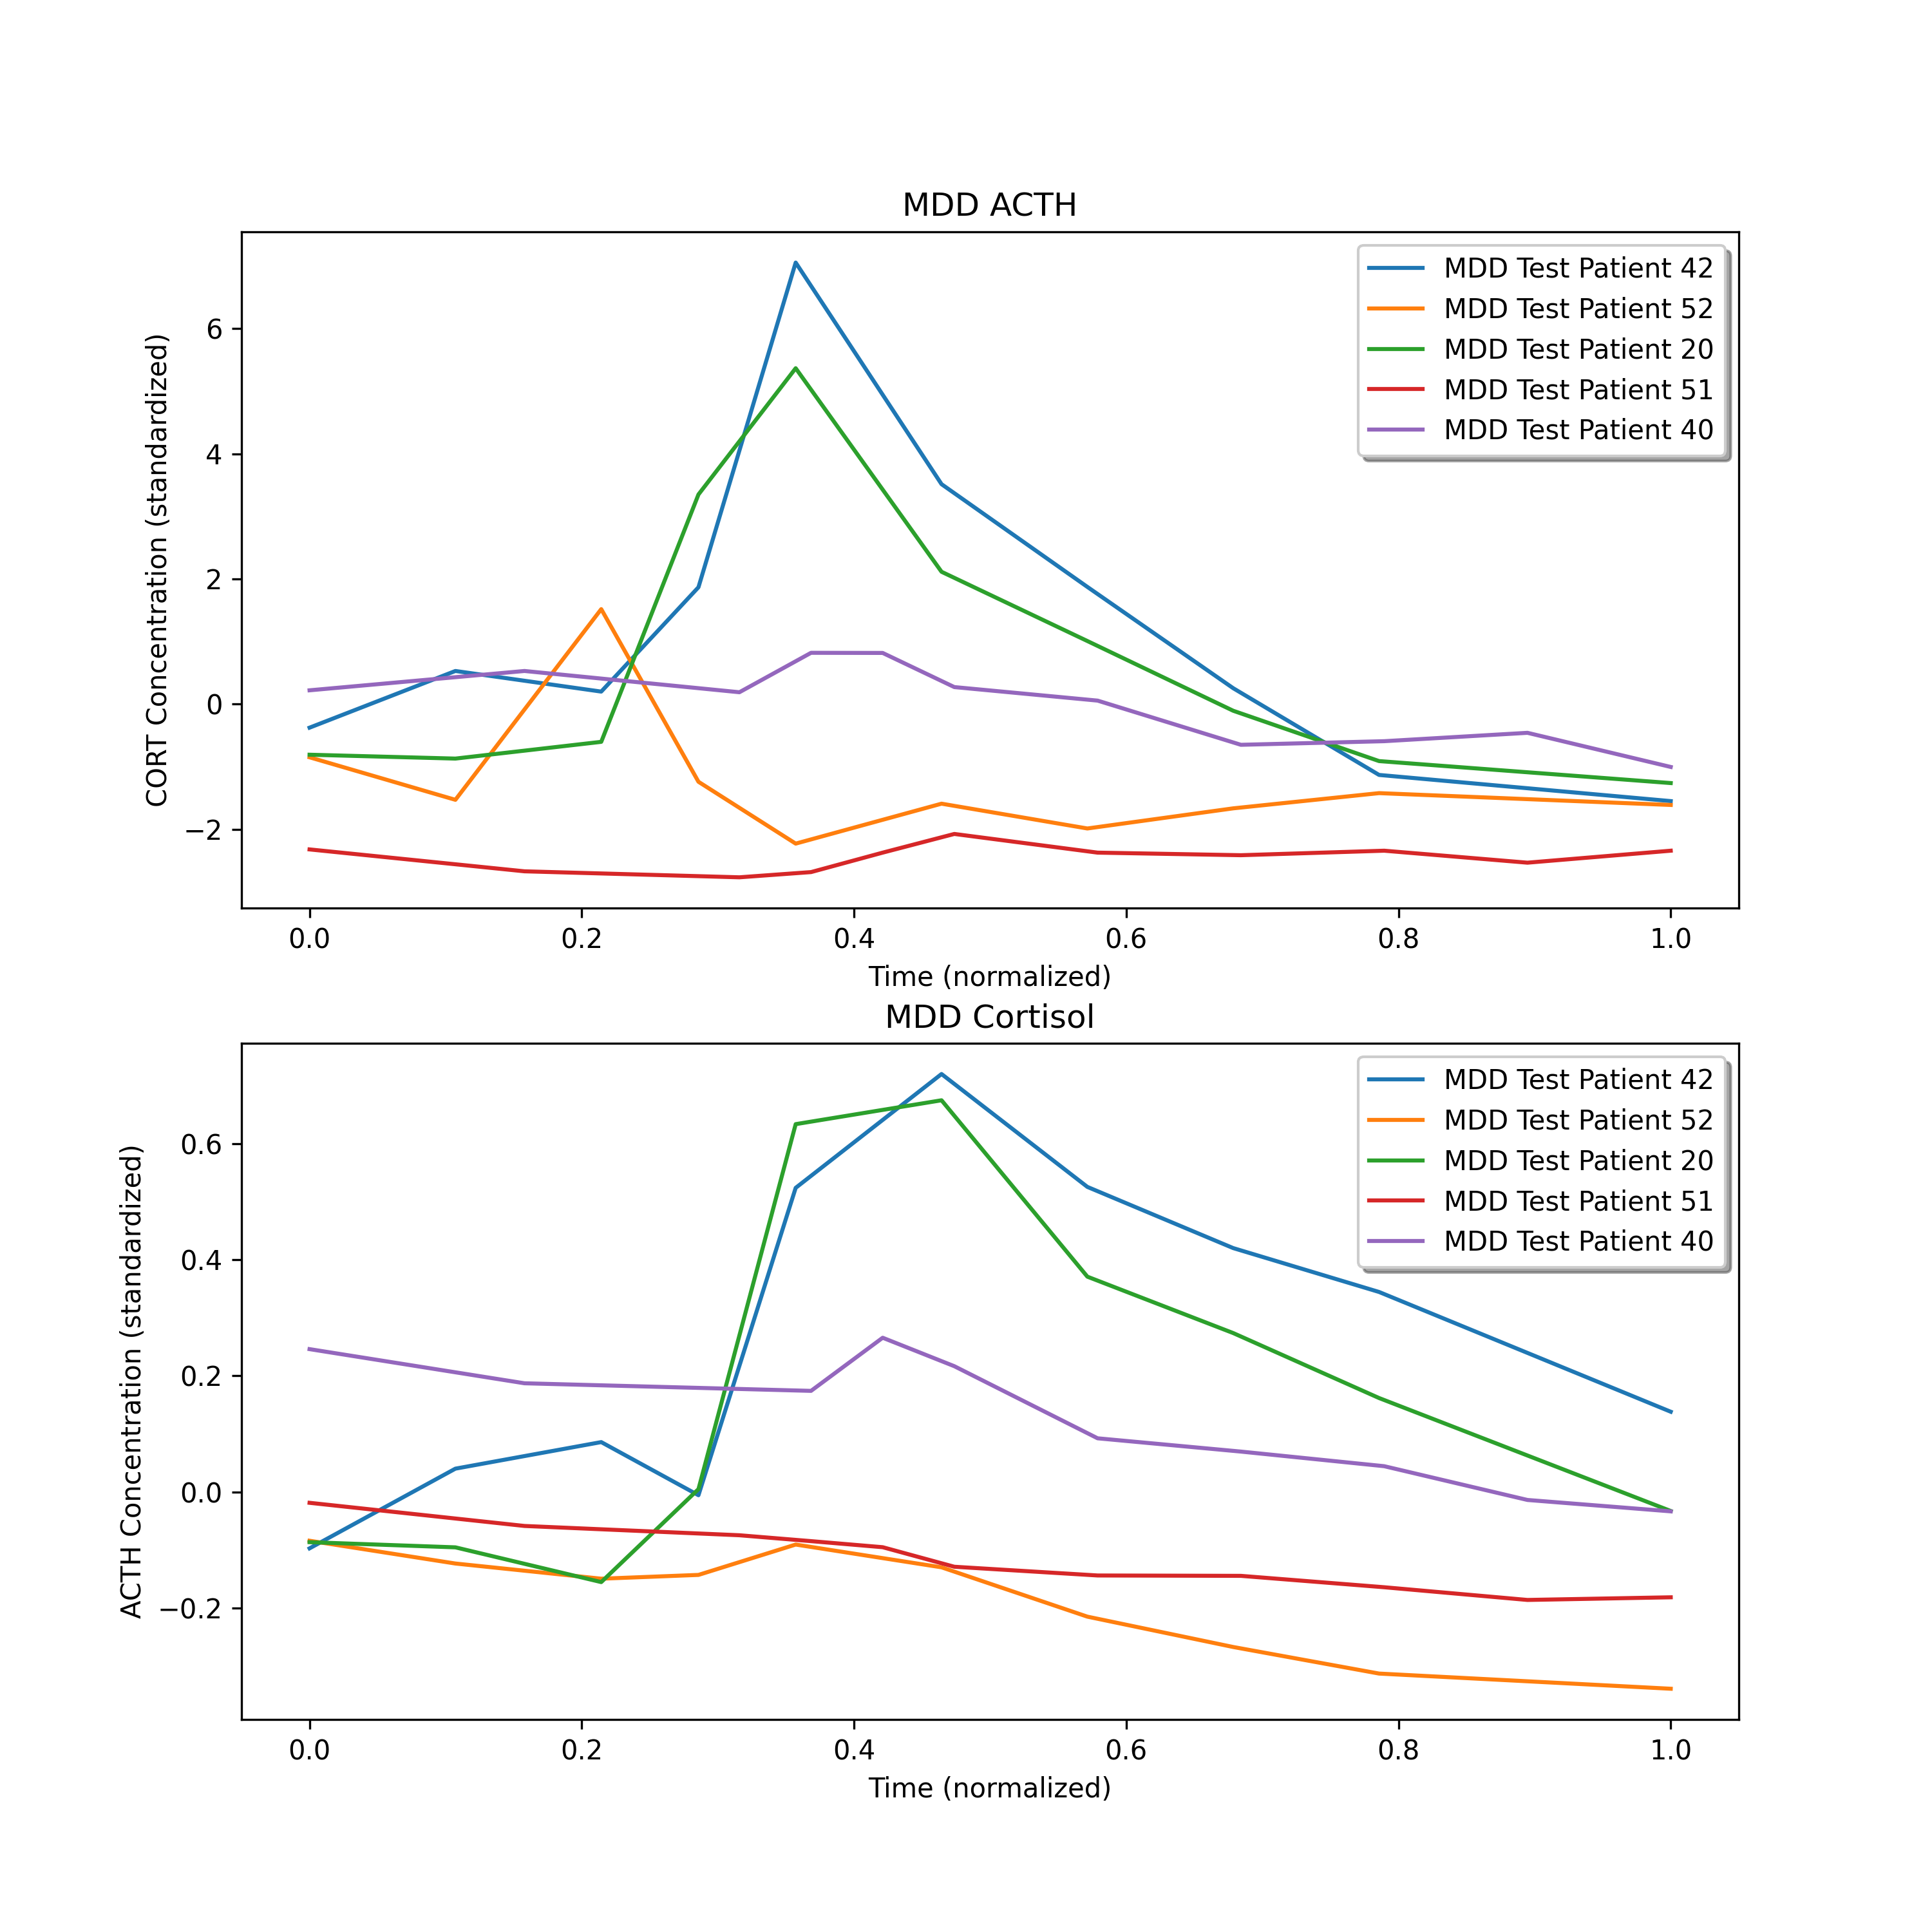 MDD ACTH
CORT Concentration (standardized)
6
4
2
0
−2
MDD Test Patient 42
MDD Test Patient 52
MDD Test Patient 20
MDD Test Patient 51
MDD Test Patient 40
0.0 0.2 0.4 0.6 0.8 1.0
Time (normalized)
MDD Cortisol
ACTH Concentration (standardized)
0.6
0.4
0.2
0.0
−0.2
MDD Test Patient 42
MDD Test Patient 52
MDD Test Patient 20
MDD Test Patient 51
MDD Test Patient 40
0.0 0.2 0.4 0.6 0.8 1.0
Time (normalized)